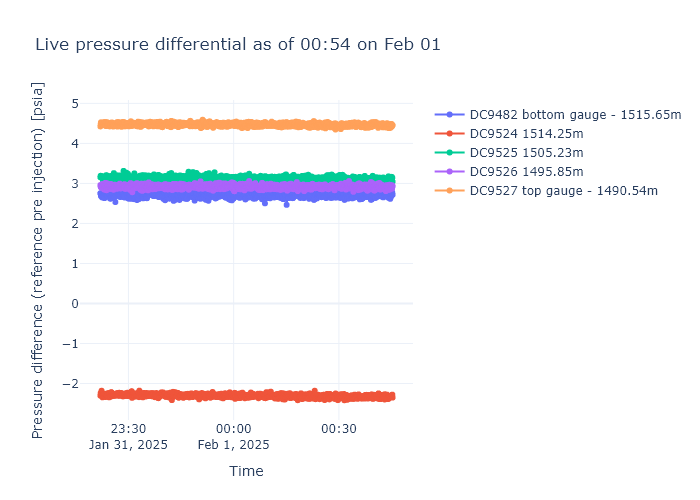 Live pressure differential as of 00:54 on Feb 01
Pressure difference (reference pre injection) [psia]
5
4
3
2
1
0
−1
−2
23:30
Jan 31, 2025
00:00
Feb 1, 2025
00:30
Time
DC9482 bottom gauge - 1515.65m
DC9524 1514.25m
DC9525 1505.23m
DC9526 1495.85m
DC9527 top gauge - 1490.54m